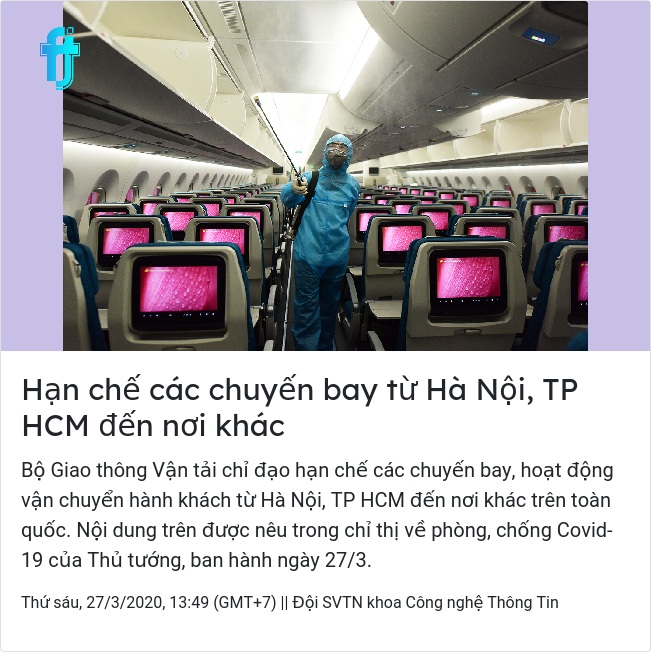 Hạn chế các chuyến bay từ Hà Nội, TP
HCM đến nơi khác
Bộ Giao thông Vận tải chỉ đạo hạn chế các chuyến bay, hoạt động
vận chuyển hành khách từ Hà Nội, TP HCM đến nơi khác trên toàn
quốc. Nội dung trên được nêu trong chỉ thị về phòng, chống Covid-
19 của Thủ tướng, ban hành ngày 27/3.
Thứ sáu, 27/3/2020, 13:49 (GMT+7) || Đội SVTN khoa Công nghệ Thông Tin